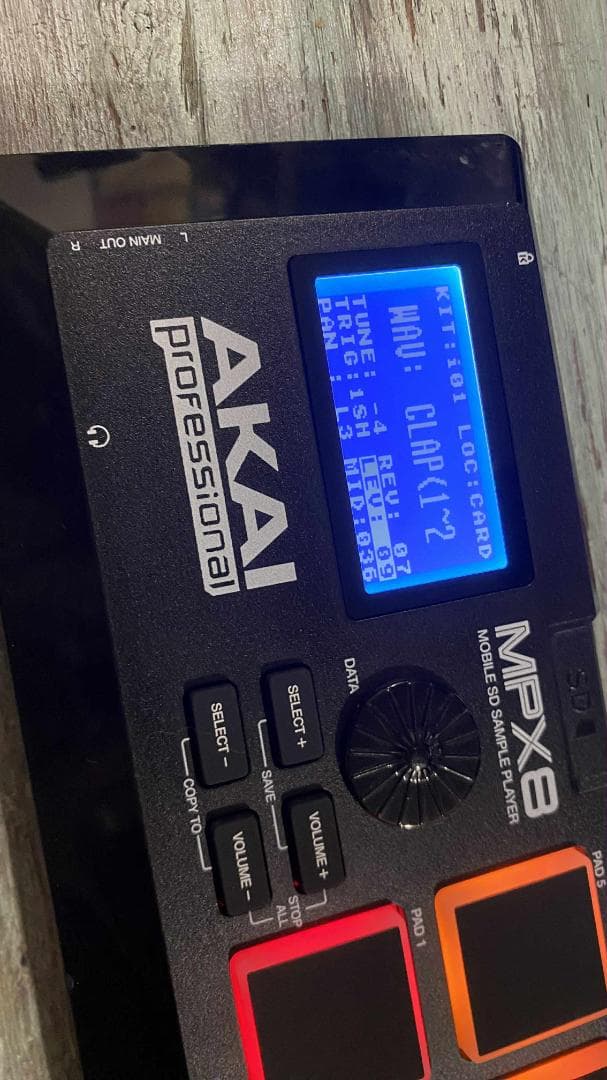 L MAIN OUT R
AKAI
professional
KIT:i01 LOC:CARD
WAV: CLAP(1~2
TUNE: -4 REV: 07
TRIG:1SH LEV: 09
PAN : L3 MID:036
SD
MPX8
MOBILE SD SAMPLE PLAYER
DATA
SELECT +
SELECT -
SAVE
COPY TO
VOLUME +
VOLUME -
STOP
ALL
PAD 1
PAD 5